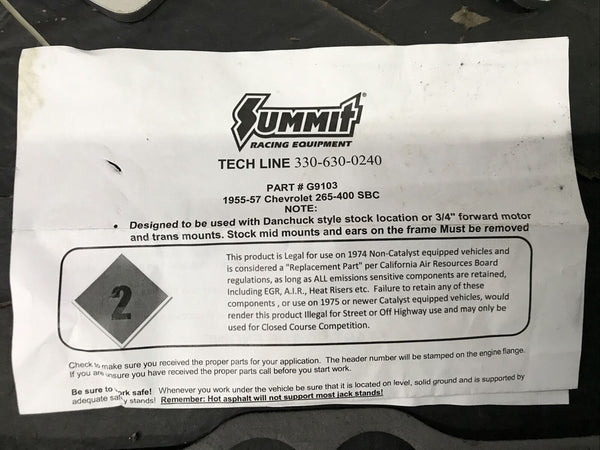 SUMMIT
RACING EQUIPMENT
TECH LINE 330-630-0240
PART # G9103
1955-57 Chevrolet 265-400 SBC
NOTE:
• Designed to be used with Danchuck style stock location or 3/4" forward motor
and trans mounts. Stock mid mounts and ears on the frame Must be removed
This product is Legal for use on 1974 Non-Catalyst equipped vehicles and
is considered a "Replacement Part" per California Air Resources Board
regulations, as long as ALL emissions sensitive components are retained,
Including EGR, A.I.R., Heat Risers etc. Failure to retain any of these
components , or use on 1975 or newer Catalyst equipped vehicles, would
render this product Illegal for Street or Off Highway use and may only be
used for Closed Course Competition.
2
Check to make sure you received the proper parts for your application. The header number will be stamped on the engine flange.
If you are unsure you have received the proper parts call before you start work.
Be sure to work safe! Whenever you work under the vehicle be sure that it is located on level, solid ground and is supported by
adequate safety stands! Remember: Hot asphalt will not support most jack stands!